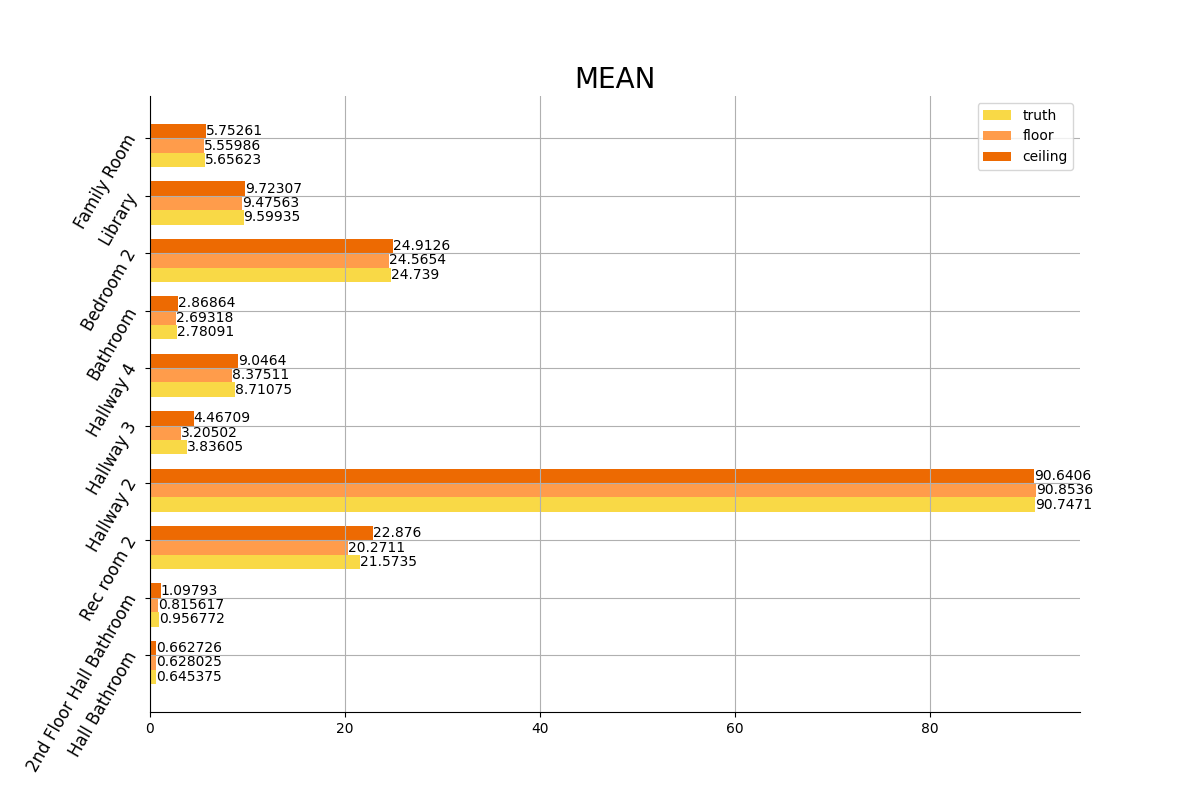 MEAN
truth
floor
ceiling
Family Room
5.75261
5.55986
5.65623
Library
9.72307
9.47563
9.59935
Bedroom 2
24.9126
24.5654
24.739
Bathroom
2.86864
2.69318
2.78091
Hallway 4
9.0464
8.37511
8.71075
Hallway 3
4.46709
3.20502
3.83605
Hallway 2
90.6406
90.8536
90.7471
Rec room 2
22.876
20.2711
21.5735
2nd Floor Hall Bathroom
1.09793
0.815617
0.956772
Hall Bathroom
0.662726
0.628025
0.645375
0 20 40 60 80